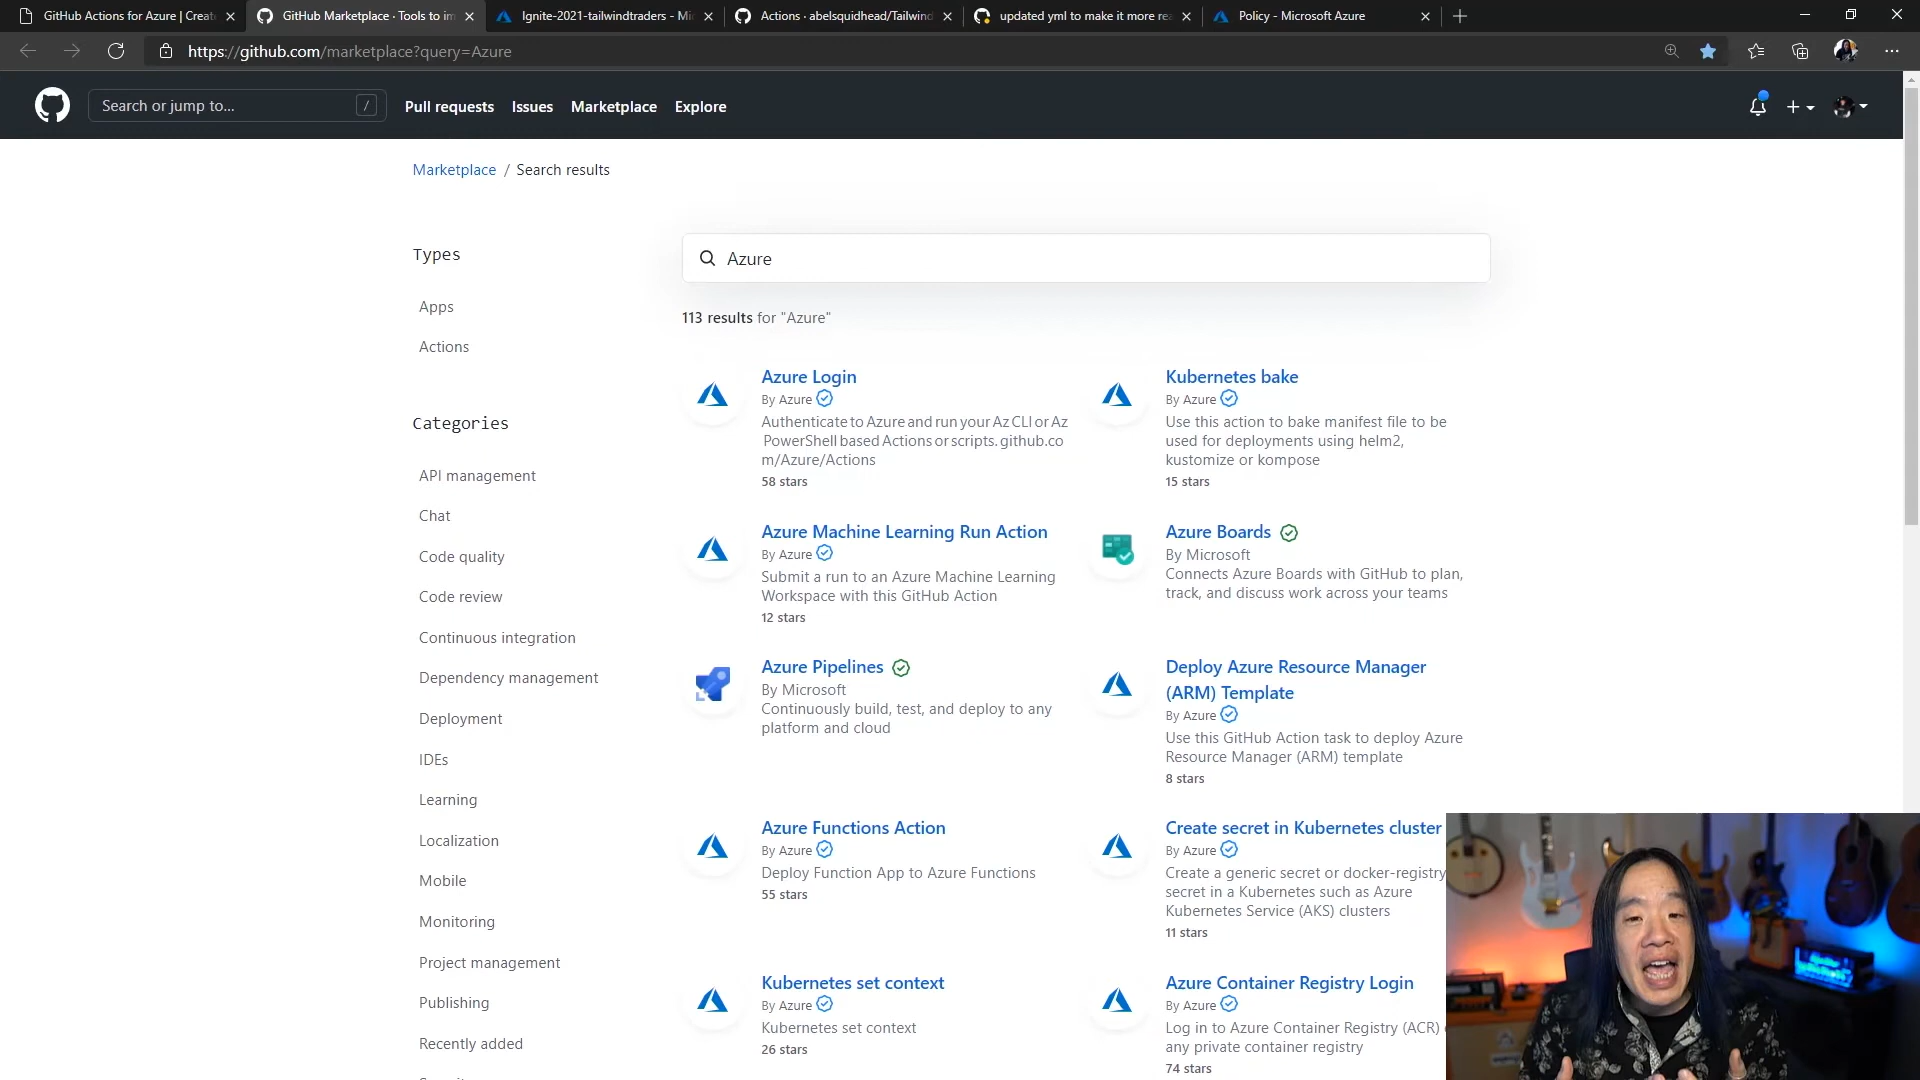 GitHub Actions for Azure | Create
GitHub Marketplace · Tools to im
Ignite-2021-tailwindtraders - Mi
Actions · abelsquidhead/Tailwind
updated yml to make it more rea
Policy - Microsoft Azure
https://github.com/marketplace?query=Azure
Search or jump to...
/
Pull requests
Issues
Marketplace
Explore
Marketplace / Search results
Types
Apps
Actions
Categories
API management
Chat
Code quality
Code review
Continuous integration
Dependency management
Deployment
IDEs
Learning
Localization
Mobile
Monitoring
Project management
Publishing
Recently added
Azure
113 results for "Azure"
Azure Login
By Azure
Authenticate to Azure and run your Az CLI or Az
PowerShell based Actions or scripts. github.co
m/Azure/Actions
58 stars
Kubernetes bake
By Azure
Use this action to bake manifest file to be
used for deployments using helm2,
kustomize or kompose
15 stars
Azure Machine Learning Run Action
By Azure
Submit a run to an Azure Machine Learning
Workspace with this GitHub Action
12 stars
Azure Boards
By Microsoft
Connects Azure Boards with GitHub to plan,
track, and discuss work across your teams
Azure Pipelines
By Microsoft
Continuously build, test, and deploy to any
platform and cloud
Deploy Azure Resource Manager
(ARM) Template
By Azure
Use this GitHub Action task to deploy Azure
Resource Manager (ARM) template
8 stars
Azure Functions Action
By Azure
Deploy Function App to Azure Functions
55 stars
Create secret in Kubernetes cluster
By Azure
Create a generic secret or docker-registry
secret in a Kubernetes such as Azure
Kubernetes Service (AKS) clusters
11 stars
Kubernetes set context
By Azure
Kubernetes set context
26 stars
Azure Container Registry Login
By Azure
Log in to Azure Container Registry (ACR)
any private container registry
74 stars